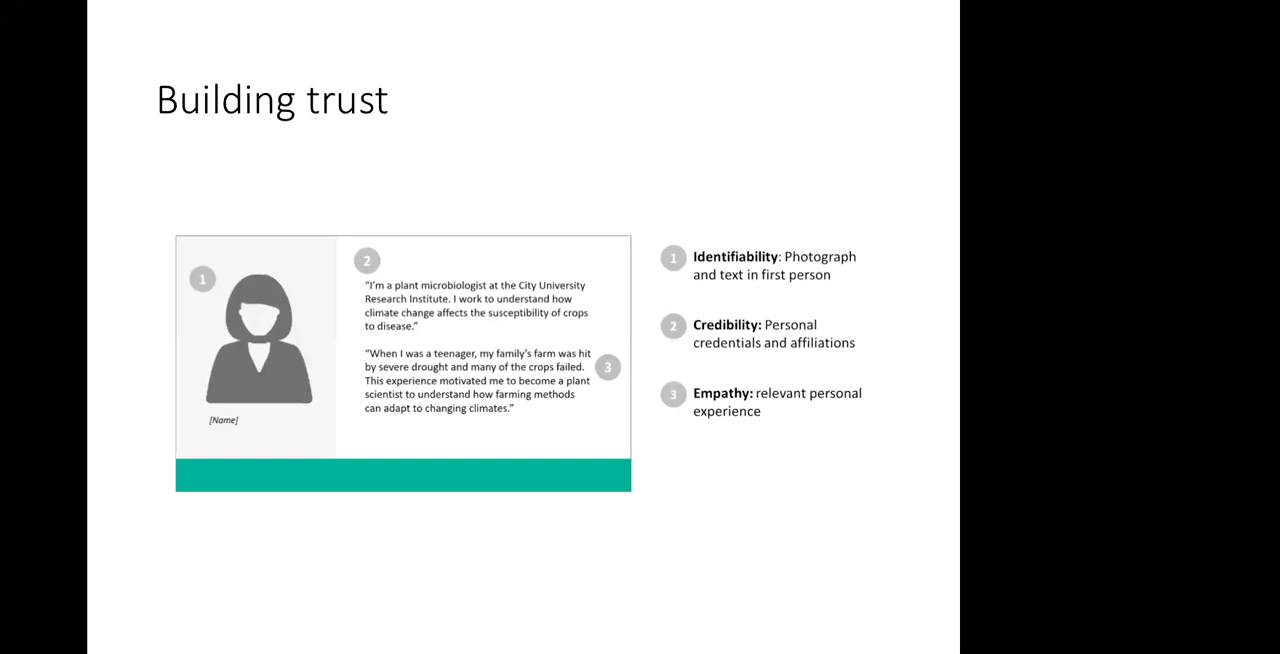 Building trust
1
2
"I'm a plant microbiologist at the City University
Research Institute. I work to understand how
climate change affects the susceptibility of crops
to disease."
"When I was a teenager, my family's farm was hit
by severe drought and many of the crops failed.
This experience motivated me to become a plant
scientist to understand how farming methods
can adapt to changing climates."
3
[Name]
1 Identifiability: Photograph
and text in first person
2 Credibility: Personal
credentials and affiliations
3 Empathy: relevant personal
experience